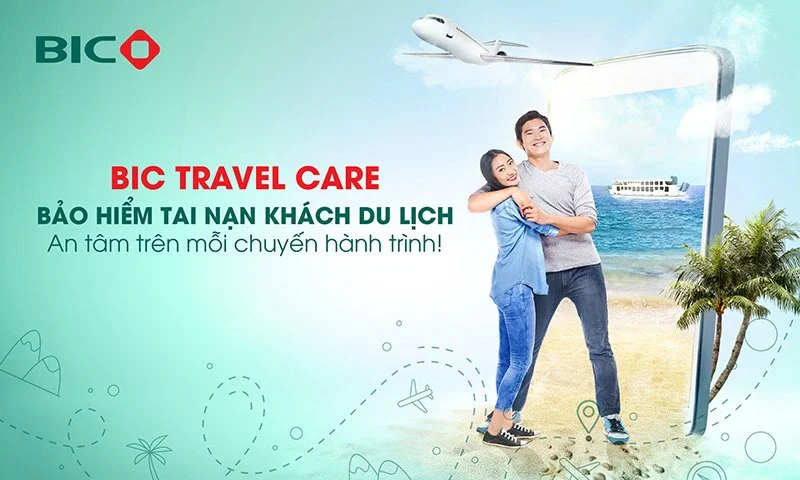 BIC
BIC TRAVEL CARE
BẢO HIỂM TAI NẠN KHÁCH DU LỊCH
An tâm trên mỗi chuyến hành trình!